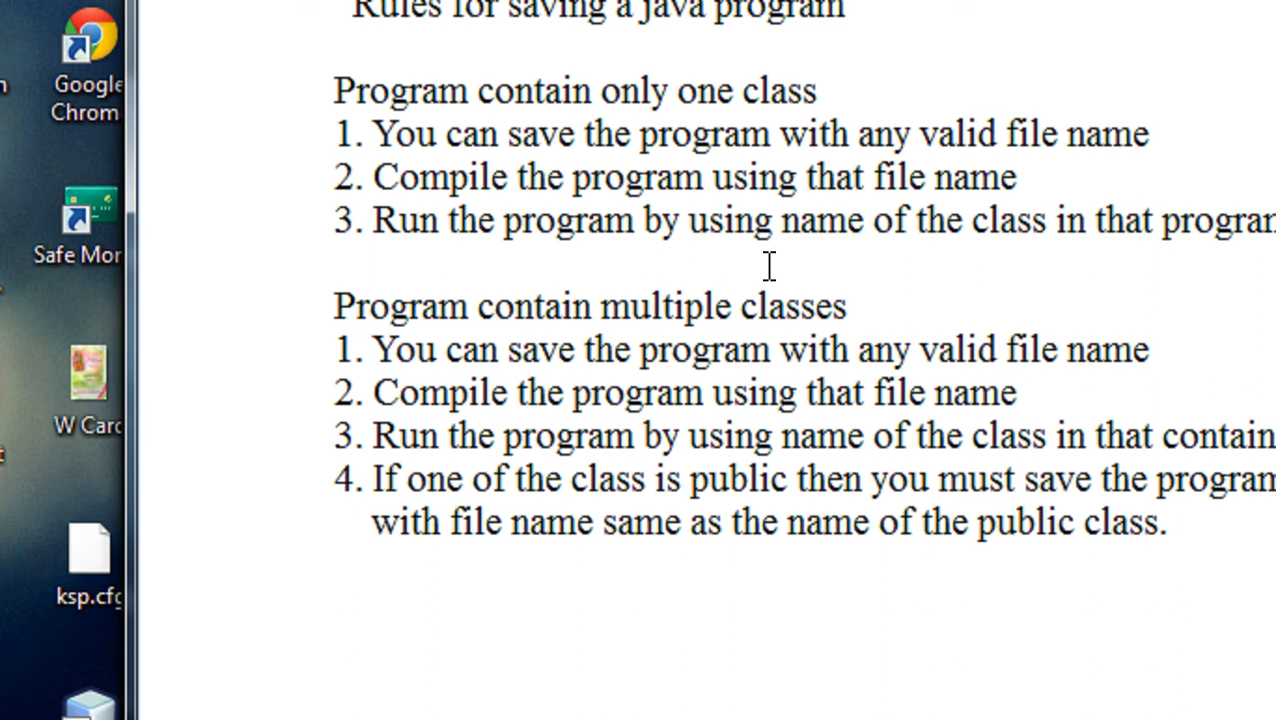 Rules for saving a java program
Google
Chrom
Program contain only one class
1. You can save the program with any valid file name
2. Compile the program using that file name
3. Run the program by using name of the class in that program
Safe Mor
Program contain multiple classes
1. You can save the program with any valid file name
2. Compile the program using that file name
3. Run the program by using name of the class in that contain
4. If one of the class is public then you must save the program
with file name same as the name of the public class.
W Card
ksp.cfg